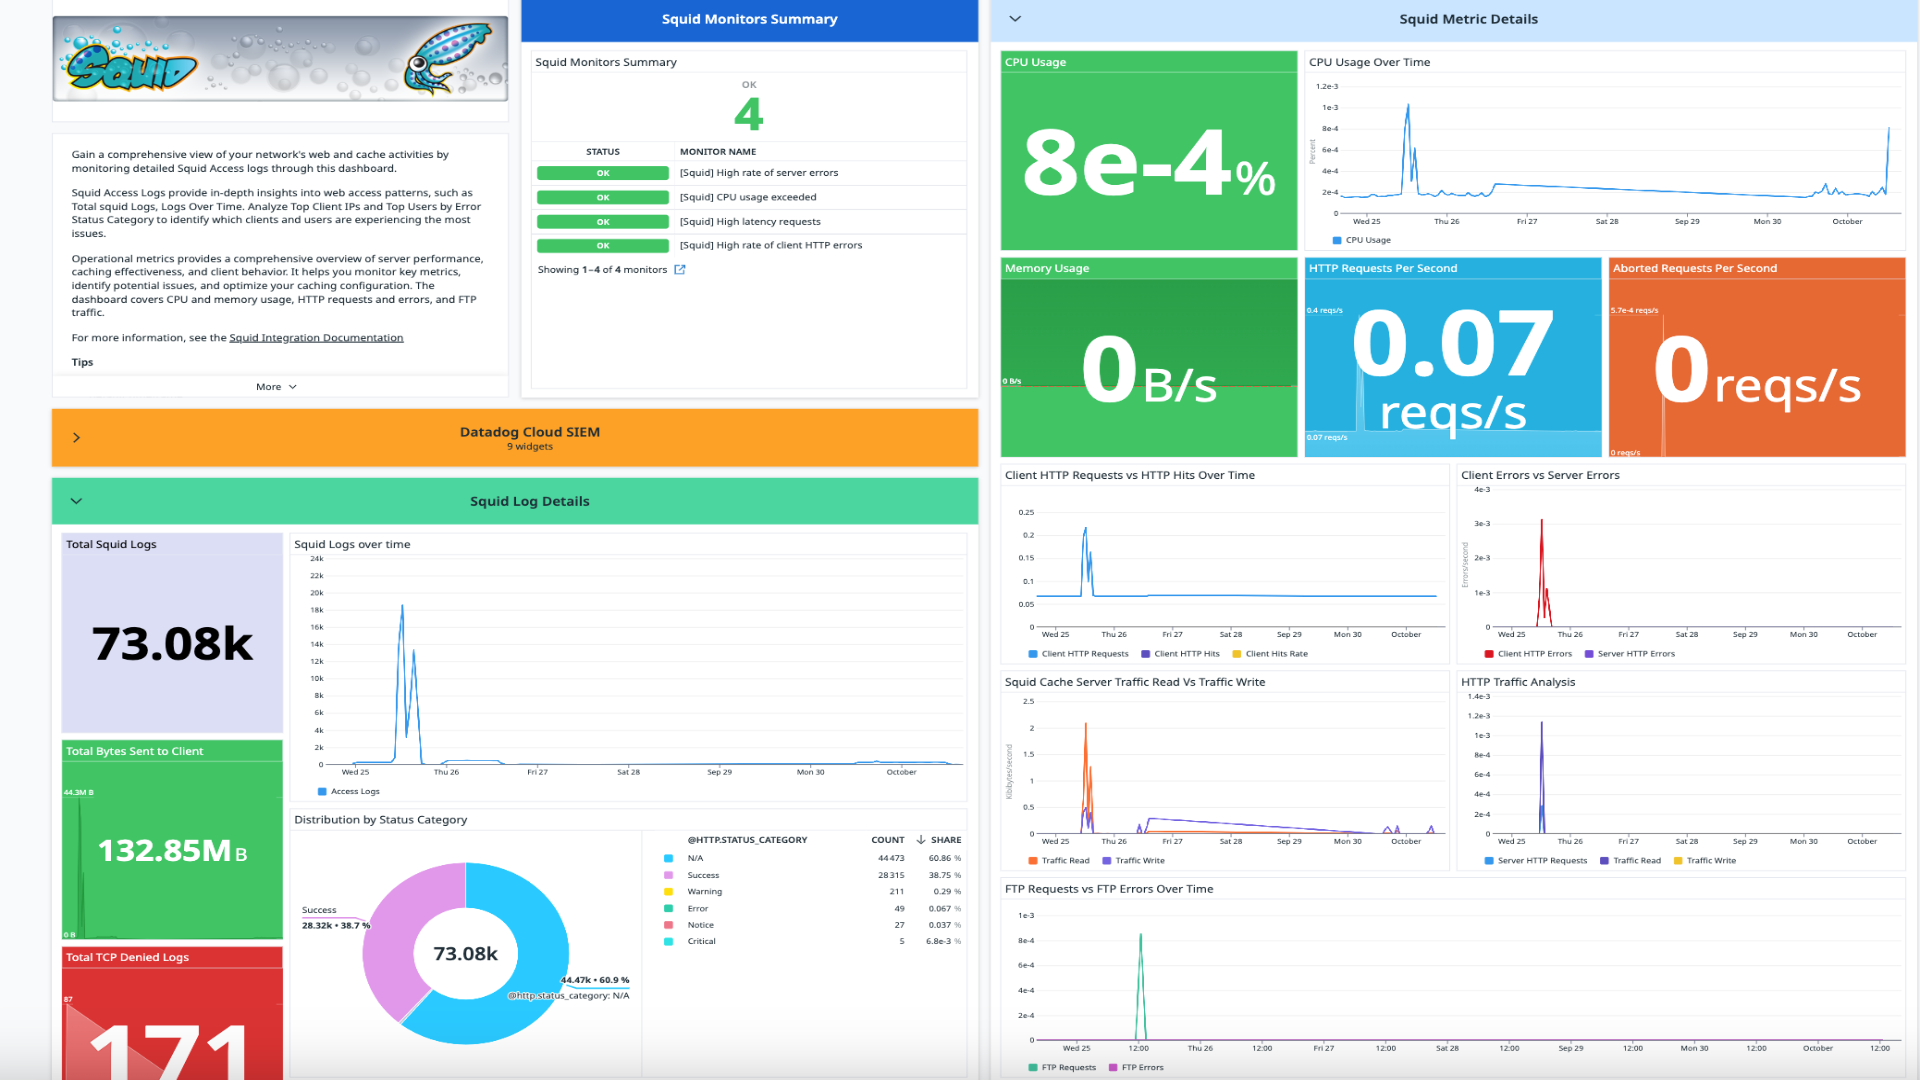 SQUID
Gain a comprehensive view of your network's web and cache activities by
monitoring detailed Squid Access logs through this dashboard.
Squid Access Logs provide in-depth insights into web access patterns, such as
Total squid Logs, Logs Over Time. Analyze Top Client IPs and Top Users by Error
Status Category to identify which clients and users are experiencing the most
issues.
Operational metrics provides a comprehensive overview of server performance,
caching effectiveness, and client behavior. It helps you monitor key metrics,
identify potential issues, and optimize your caching configuration. The
dashboard covers CPU and memory usage, HTTP requests and errors, and FTP
traffic.
For more information, see the Squid Integration Documentation
Tips
More
Squid Monitors Summary
Squid Monitors Summary
OK
4
STATUS MONITOR NAME
OK [Squid] High rate of server errors
OK [Squid] CPU usage exceeded
OK [Squid] High latency requests
OK [Squid] High rate of client HTTP errors
Showing 1–4 of 4 monitors
Datadog Cloud SIEM
9 widgets
Squid Log Details
Total Squid Logs
73.08k
Total Bytes Sent to Client
44.3M B
132.85M B
0 B
Total TCP Denied Logs
87
171
Squid Logs over time
24k
22k
20k
18k
16k
14k
12k
10k
8k
6k
4k
2k
0
Wed 25 Thu 26 Fri 27 Sat 28 Sep 29 Mon 30 October
Access Logs
Distribution by Status Category
Success
28.32k • 38.7 %
73.08k
44.47k • 60.9 %
@http.status_category: N/A
@HTTP.STATUS_CATEGORY COUNT SHARE
N/A 44 473 60.86 %
Success 28 315 38.75 %
Warning 211 0.29 %
Error 49 0.067 %
Notice 27 0.037 %
Critical 5 6.8e-3 %
Squid Metric Details
CPU Usage
8e-4%
CPU Usage Over Time
Percent
1.2e-3
1e-3
8e-4
6e-4
4e-4
2e-4
0
Wed 25 Thu 26 Fri 27 Sat 28 Sep 29 Mon 30 October
CPU Usage
Memory Usage
0 B/s
0 B/s
HTTP Requests Per Second
0.4 reqs/s
0.07
reqs/s
0.07 reqs/s
Aborted Requests Per Second
5.7e-4 reqs/s
0 reqs/s
0 reqs/s
Client HTTP Requests vs HTTP Hits Over Time
0.25
0.2
0.15
0.1
0.05
0
Wed 25 Thu 26 Fri 27 Sat 28 Sep 29 Mon 30 October
Client HTTP Requests Client HTTP Hits Client Hits Rate
Client Errors vs Server Errors
Errors/second
4e-3
3e-3
2e-3
1e-3
0
Wed 25 Thu 26 Fri 27 Sat 28 Sep 29 Mon 30 October
Client HTTP Errors Server HTTP Errors
Squid Cache Server Traffic Read Vs Traffic Write
Kibibytes/second
2.5
2
1.5
1
0.5
0
Wed 25 Thu 26 Fri 27 Sat 28 Sep 29 Mon 30 October
Traffic Read Traffic Write
HTTP Traffic Analysis
1.4e-3
1.2e-3
1e-3
8e-4
6e-4
4e-4
2e-4
0
Wed 25 Thu 26 Fri 27 Sat 28 Sep 29 Mon 30 October
Server HTTP Requests Traffic Read Traffic Write
FTP Requests vs FTP Errors Over Time
1e-3
8e-4
6e-4
4e-4
2e-4
0
Wed 25 12:00 Thu 26 12:00 Fri 27 12:00 Sat 28 12:00 Sep 29 12:00 Mon 30 12:00 October 12:00
FTP Requests FTP Errors